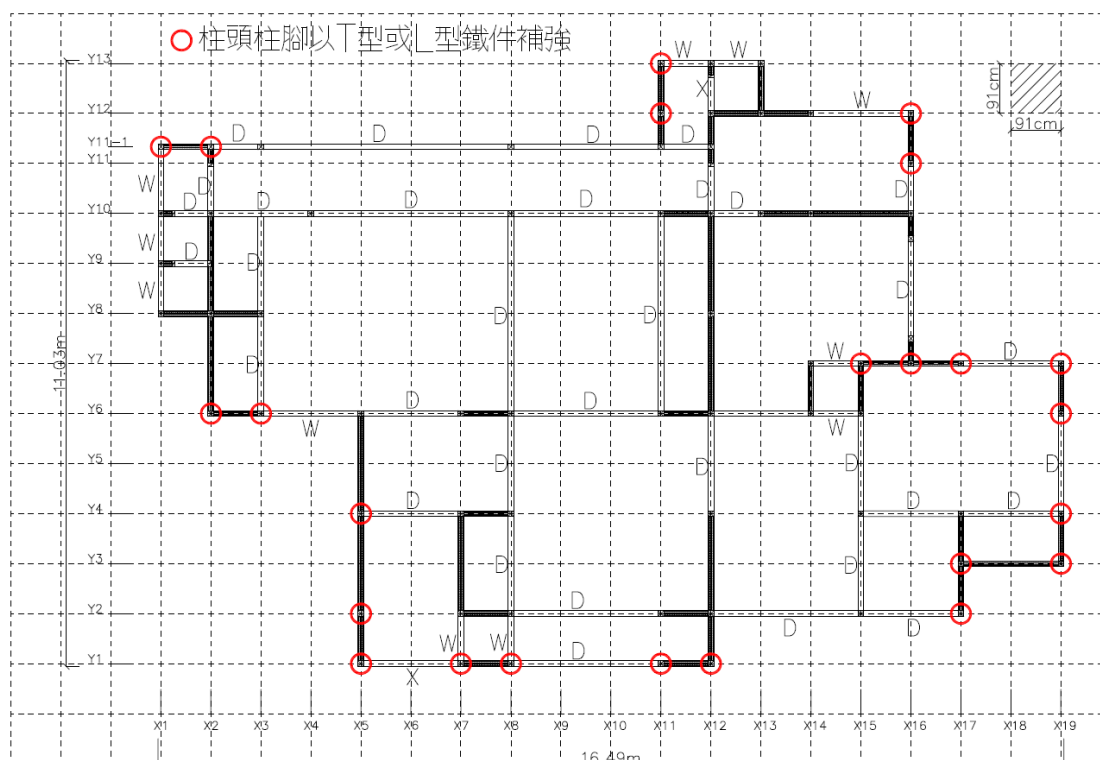 柱頭柱腳以T型或L型鐵件補強
W W
Y13
X
91cm
Y12
W
91cm
D D D D
Y11-1
Y11
W D D
D D D D D
Y10
W D D
Y9
W D
Y8
D D
11.03m
W D
Y7
D
Y6
D D
W W
D D D D
Y5
D D D
Y4
D D
Y3
D
Y2
W W D D D
Y1
X
X1 X2 X3 X4 X5 X6 X7 X8 X9 X10 X11 X12 X13 X14 X15 X16 X17 X18 X19
16.49m